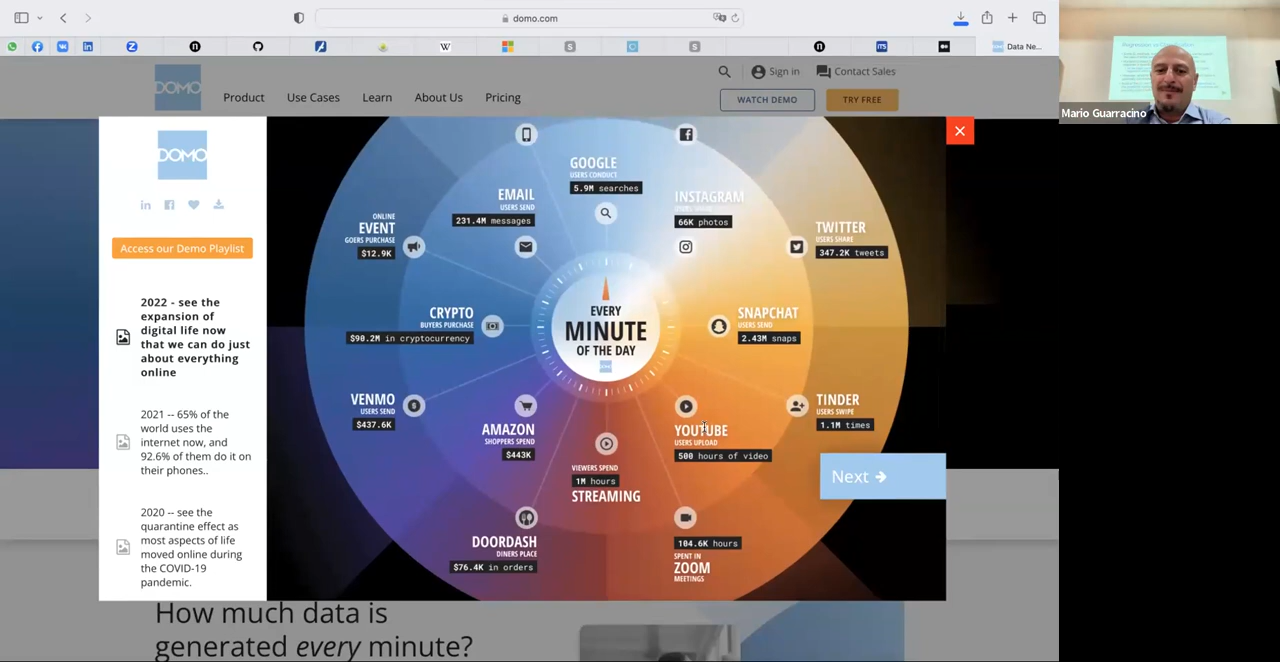 domo.com
Data Ne...
DOMO
Product
Use Cases
Learn
About Us
Pricing
Sign in
Contact Sales
WATCH DEMO
TRY FREE
Mario Guarracino
DOMO
Access our Demo Playlist
2022 - see the
expansion of
digital life now
that we can do just
about everything
online
2021 -- 65% of the
world uses the
internet now, and
92.6% of them do it on
their phones..
2020 -- see the
quarantine effect as
most aspects of life
moved online during
the COVID-19
pandemic.
GOOGLE
USERS CONDUCT
5.9M searches
EMAIL
USERS SEND
231.4M messages
INSTAGRAM
66K photos
ONLINE
EVENT
GOERS PURCHASE
$12.9K
TWITTER
USERS SHARE
347.2K tweets
CRYPTO
BUYERS PURCHASE
$90.2M in cryptocurrency
EVERY
MINUTE
OF THE DAY
SNAPCHAT
USERS SEND
2.43M snaps
VENMO
USERS SEND
$437.6K
AMAZON
SHOPPERS SPEND
$443K
VIEWERS SPEND
1M hours
STREAMING
YOUTUBE
USERS UPLOAD
500 hours of video
TINDER
USERS SWIPE
1.1M times
Next
DOORDASH
DINERS PLACE
$76.4K in orders
104.6K hours
SPENT IN
ZOOM
MEETINGS
How much data is
generated every minute?